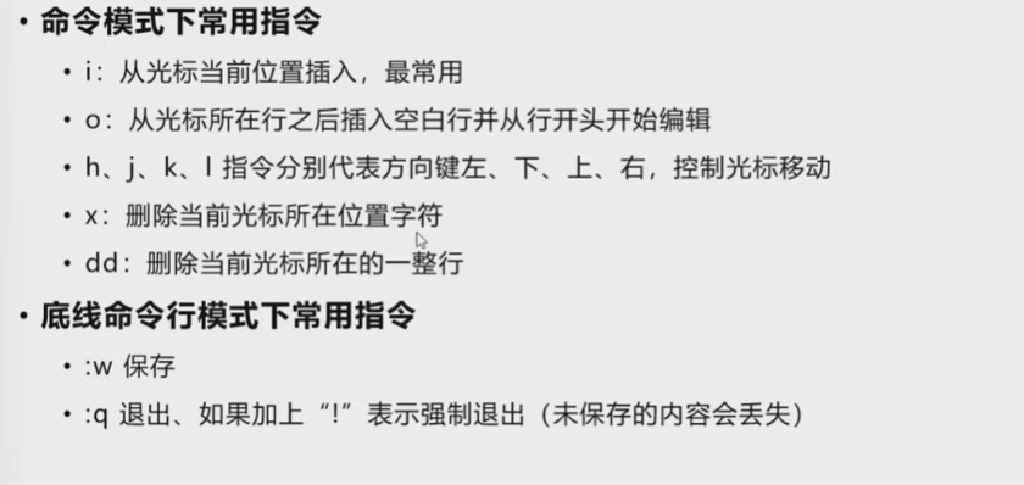 • 命令模式下常用指令
• i：从光标当前位置插入，最常用
• o：从光标所在行之后插入空白行并从行开头开始编辑
• h、j、k、l 指令分别代表方向键左、下、上、右，控制光标移动
• x：删除当前光标所在位置字符
• dd：删除当前光标所在的一整行
• 底线命令行模式下常用指令
• :w 保存
• :q 退出、如果加上“!”表示强制退出（未保存的内容会丢失）